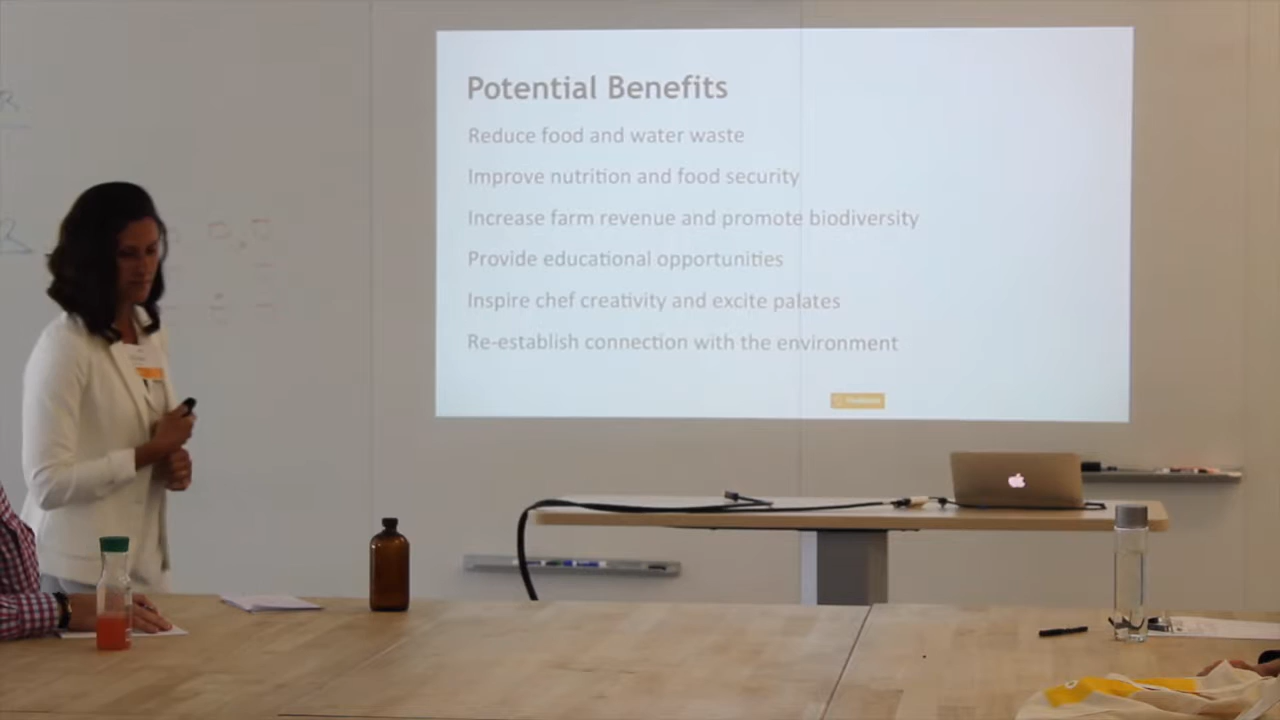 Potential Benefits
Reduce food and water waste
Improve nutrition and food security
Increase farm revenue and promote biodiversity
Provide educational opportunities
Inspire chef creativity and excite palates
Re-establish connection with the environment